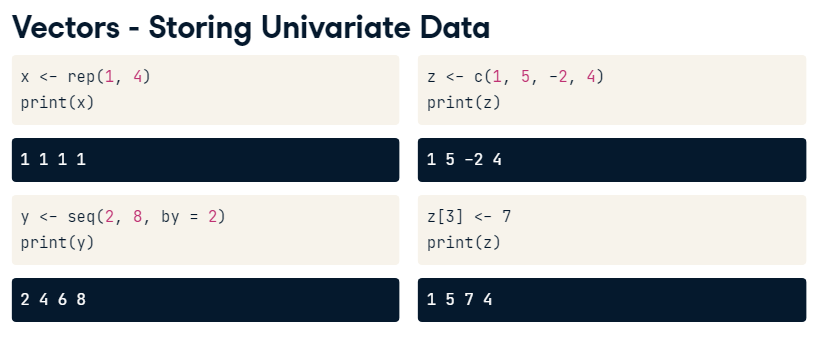 Vectors - Storing Univariate Data
x <- rep(1, 4)
print(x)
1 1 1 1
y <- seq(2, 8, by = 2)
print(y)
2 4 6 8
z <- c(1, 5, -2, 4)
print(z)
1 5 -2 4
z[3] <- 7
print(z)
1 5 7 4